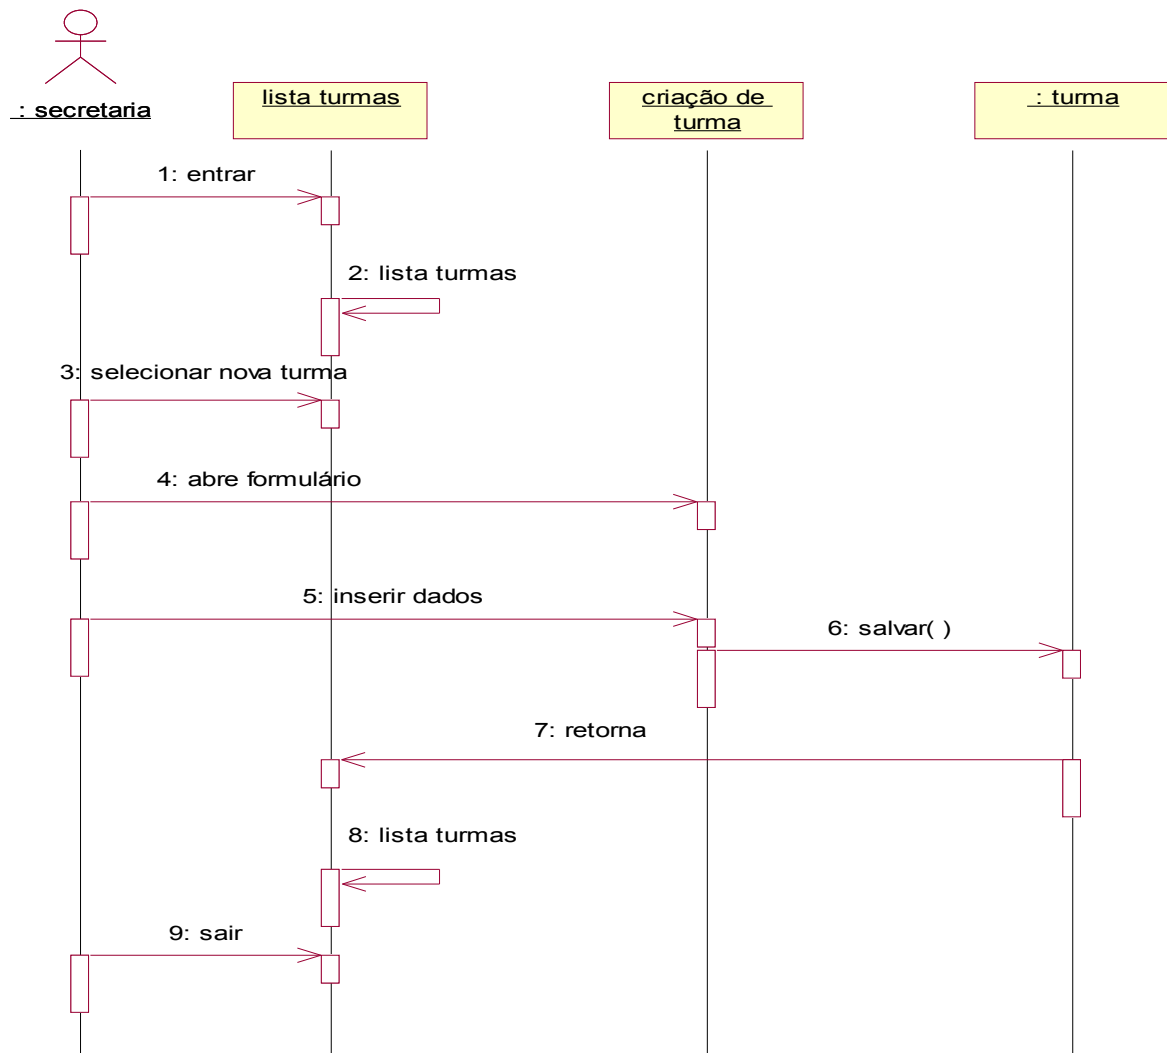 : secretaria
lista turmas
criação de
turma
: turma
1: entrar
2: lista turmas
3: selecionar nova turma
4: abre formulário
5: inserir dados
6: salvar( )
7: retorna
8: lista turmas
9: sair